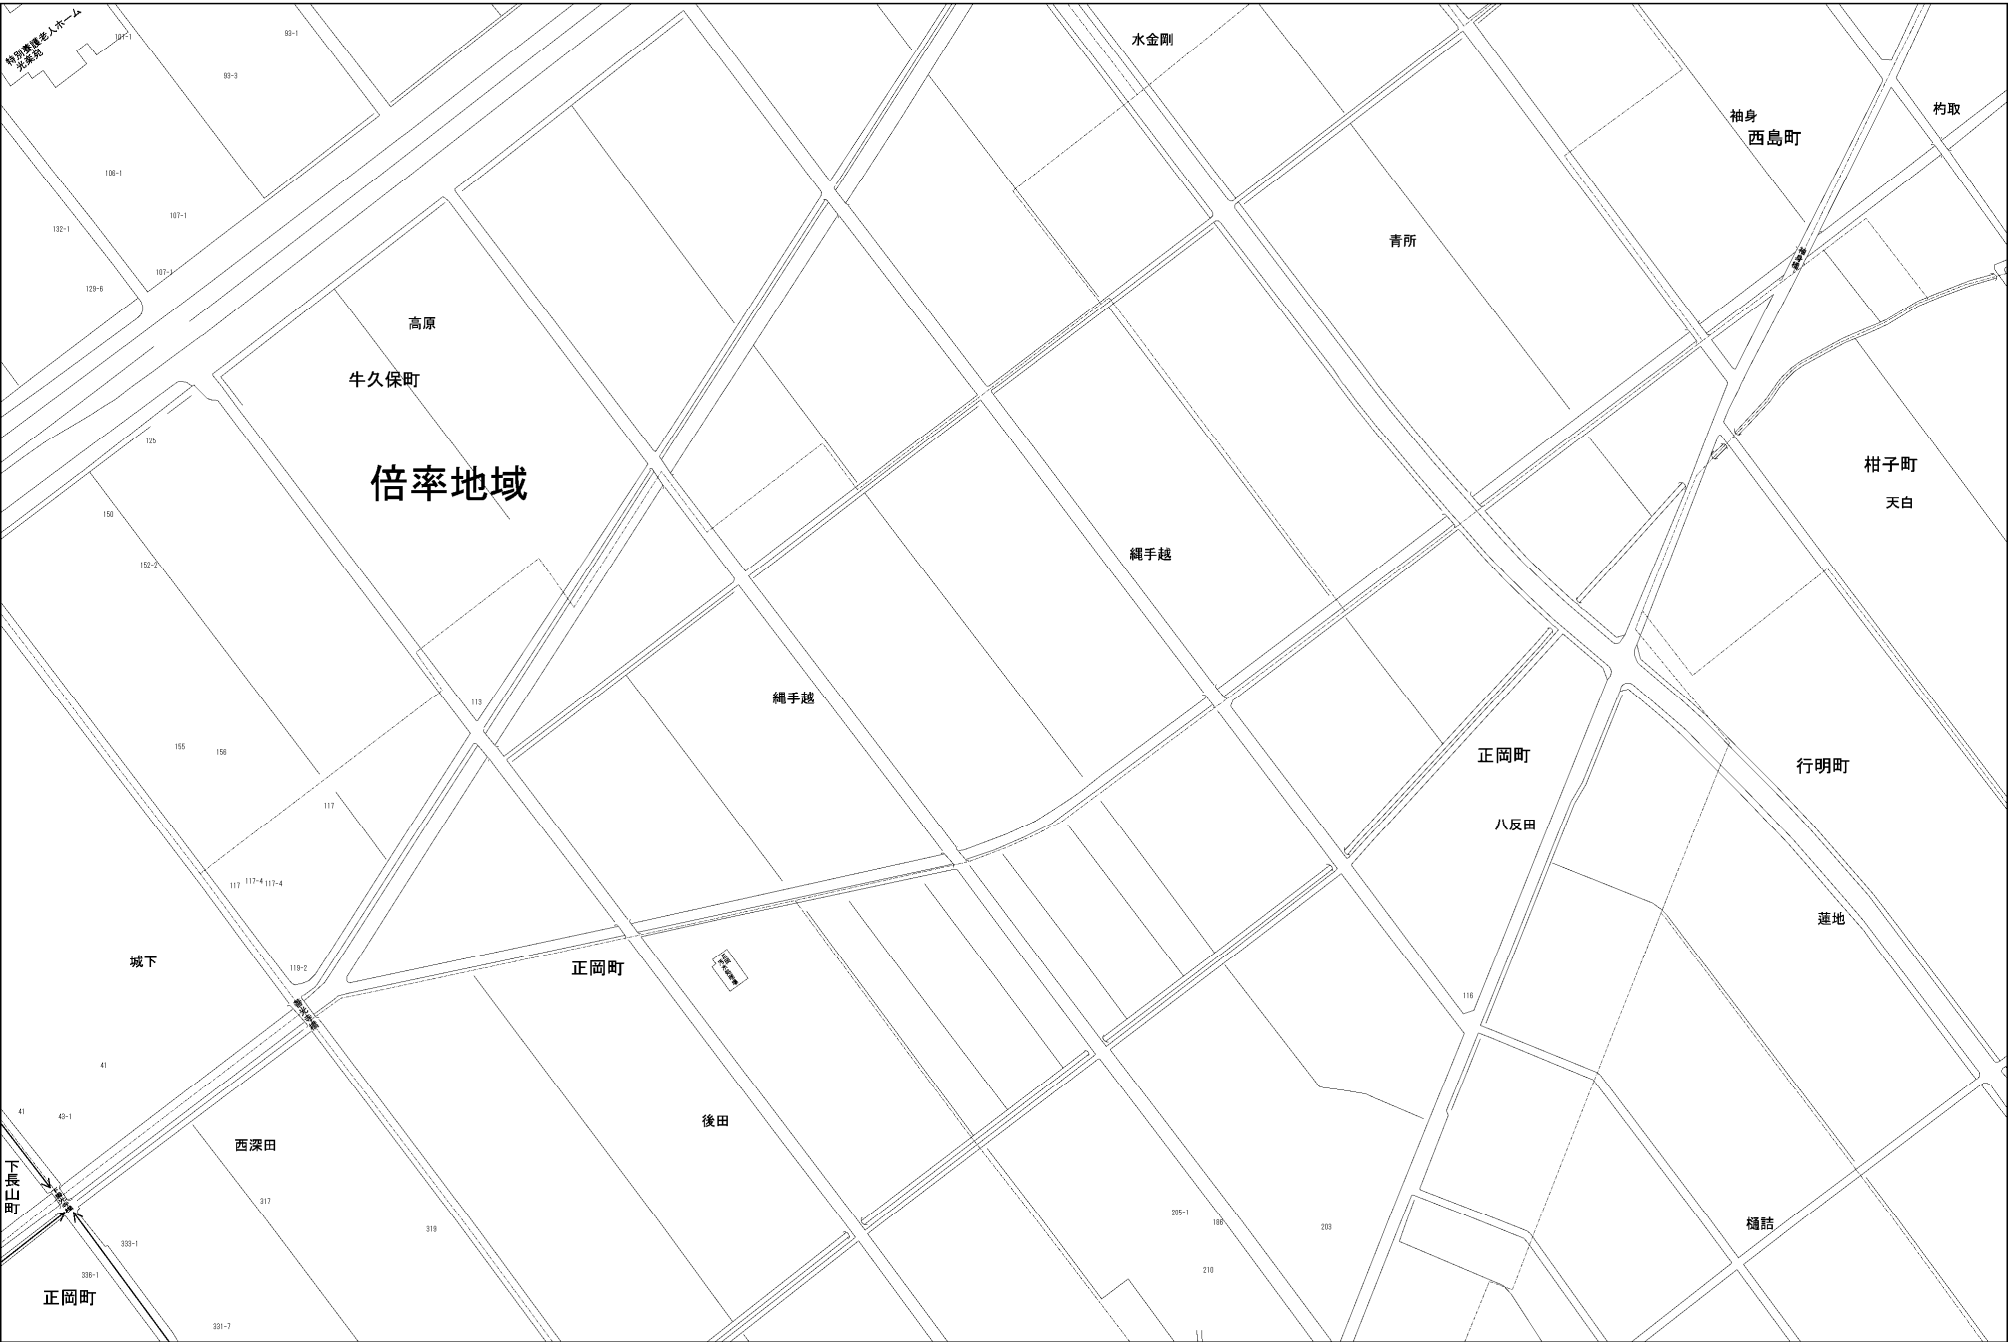 特別養護老人ホーム
光楽苑
101-1
93-1
93-3
水金剛
袖身
西島町
杓取
106-1
107-1
132-1
107-1
129-6
青所
高原
牛久保町
倍率地域
125
150
152-2
柑子町
天白
縄手越
縄手越
113
155
156
117
正岡町
行明町
八反田
117
117-4
117-4
蓮地
城下
119-2
正岡町
116
41
41
43-1
後田
西深田
下長山町
317
319
205-1
186
203
樋詰
333-1
336-1
210
正岡町
331-7